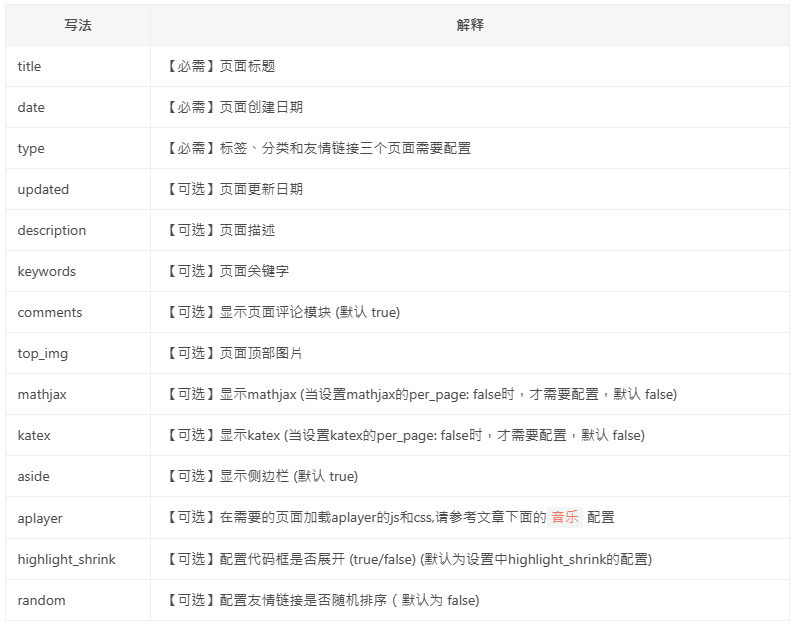 写法 解释
title 【必需】页面标题
date 【必需】页面创建日期
type 【必需】标签、分类和友情链接三个页面需要配置
updated 【可选】页面更新日期
description 【可选】页面描述
keywords 【可选】页面关键字
comments 【可选】显示页面评论模块 (默认 true)
top_img 【可选】页面顶部图片
mathjax 【可选】显示mathjax (当设置mathjax的per_page: false时，才需要配置，默认 false)
katex 【可选】显示katex (当设置katex的per_page: false时，才需要配置，默认 false)
aside 【可选】显示侧边栏 (默认 true)
aplayer 【可选】在需要的页面加载aplayer的js和css,请参考文章下面的 音乐 配置
highlight_shrink 【可选】配置代码框是否展开 (true/false) (默认为设置中highlight_shrink的配置)
random 【可选】配置友情链接是否随机排序（默认为 false)